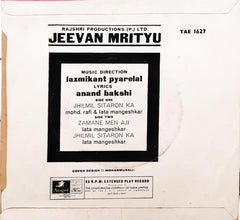 RAJSHRI PRODUCTIONS (P.) LTD.
JEEVAN MRITYU
TAE 1627
MUSIC DIRECTION
laxmikant pyarelal
LYRICS
anand bakshi
SIDE ONE
JHILMIL SITARON KA
mohd. rafi & lata mangeshkar
SIDE TWO
ZAMANE MEN AJI
lata mangeshkar
JHILMIL SITARON KA
lata mangeshkar
COVER DESIGN
45 R.P.M. EXTENDED PLAY RECORD
Angel